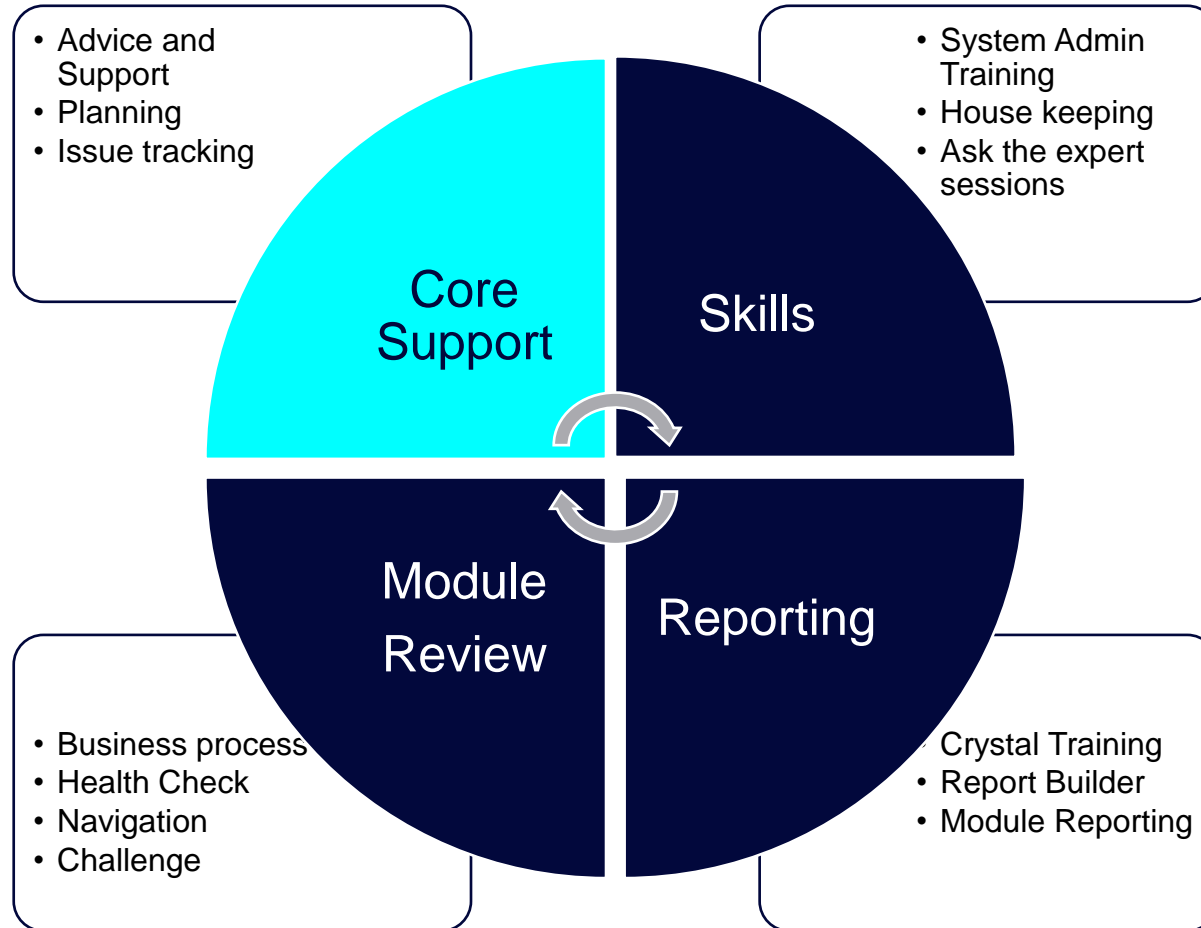 • Advice and
Support
• Planning
• Issue tracking
• System Admin
Training
• House keeping
• Ask the expert
sessions
Core
Support
Skills
Module
Review
Reporting
• Business process
• Health Check
• Navigation
• Challenge
• Crystal Training
• Report Builder
• Module Reporting